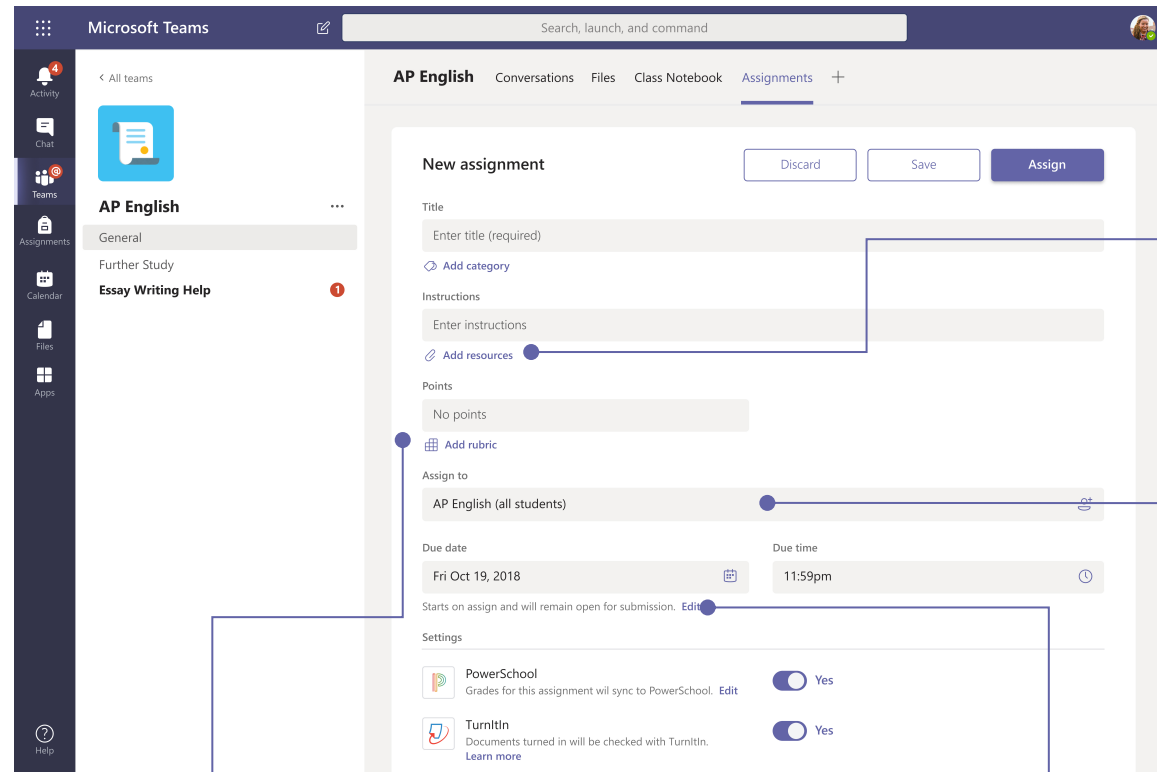 Microsoft Teams
Search, launch, and command
4
Activity
Chat
@
Teams
Assignments
Calendar
Files
Apps
Help
< All teams
AP English
...
General
Further Study
Essay Writing Help 1
AP English Conversations Files Class Notebook Assignments +
New assignment Discard Save Assign
Title
Enter title (required)
Add category
Instructions
Enter instructions
Add resources
Points
No points
Add rubric
Assign to
AP English (all students)
Due date Due time
Fri Oct 19, 2018 11:59pm
Starts on assign and will remain open for submission. Edit
Settings
PowerSchool
Grades for this assignment wil sync to PowerSchool. Edit Yes
TurnItIn
Documents turned in will be checked with TurnItIn. Yes
Learn more